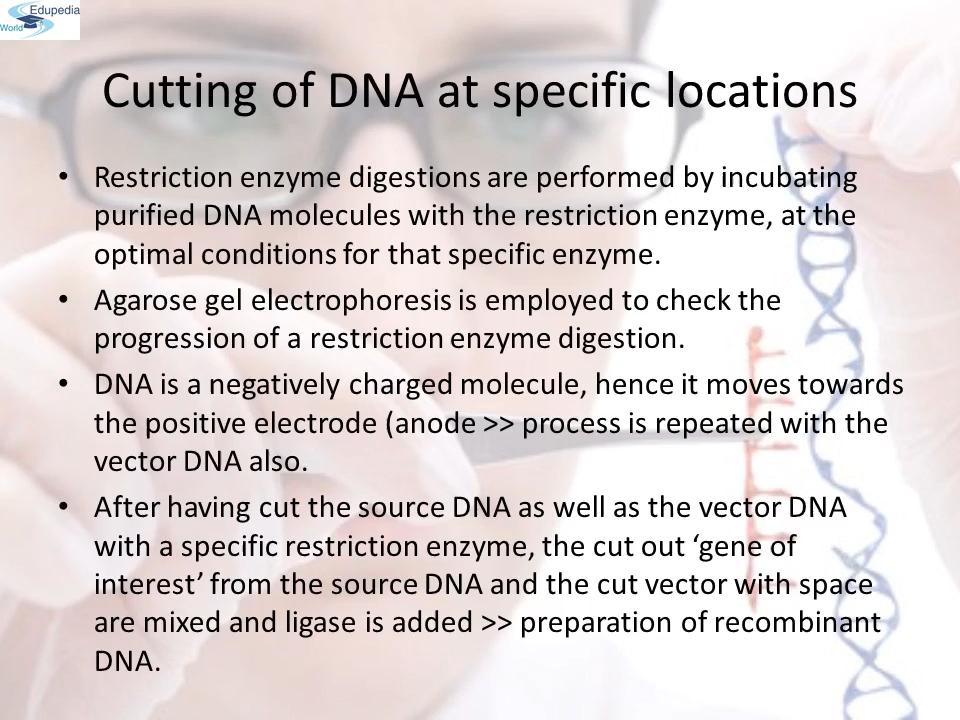 Edupedia
World
Cutting of DNA at specific locations
• Restriction enzyme digestions are performed by incubating
purified DNA molecules with the restriction enzyme, at the
optimal conditions for that specific enzyme.
• Agarose gel electrophoresis is employed to check the
progression of a restriction enzyme digestion.
• DNA is a negatively charged molecule, hence it moves towards
the positive electrode (anode >> process is repeated with the
vector DNA also.
• After having cut the source DNA as well as the vector DNA
with a specific restriction enzyme, the cut out ‘gene of
interest’ from the source DNA and the cut vector with space
are mixed and ligase is added >> preparation of recombinant
DNA.